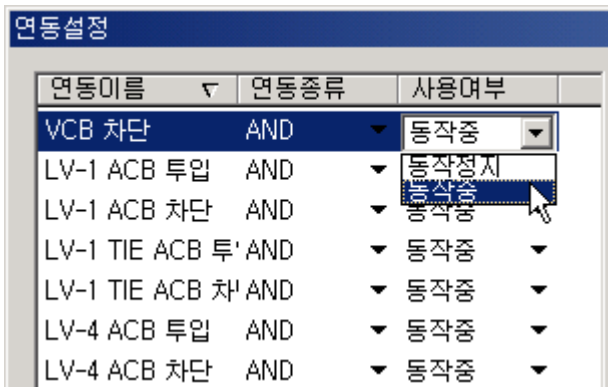 연동설정
연동이름 연동종류 사용여부
VCB 차단 AND 동작중
LV-1 ACB 투입 AND 동작정지
동작중
LV-1 ACB 차단 AND 동작중
LV-1 TIE ACB 투 AND 동작중
LV-1 TIE ACB 차 AND 동작중
LV-4 ACB 투입 AND 동작중
LV-4 ACB 차단 AND 동작중